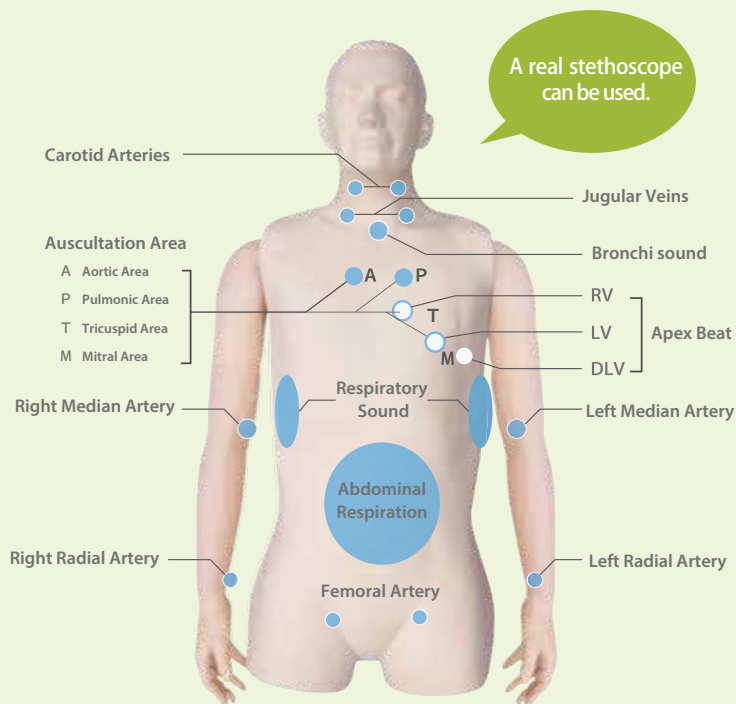 A real stethoscope
can be used.
Carotid Arteries
Jugular Veins
Auscultation Area
Bronchi sound
A Aortic Area
A
P
P Pulmonic Area
RV
T Tricuspid Area
T
LV
Apex Beat
M Mitral Area
M
DLV
Respiratory
Sound
Right Median Artery
Left Median Artery
Abdominal
Respiration
Right Radial Artery
Left Radial Artery
Femoral Artery